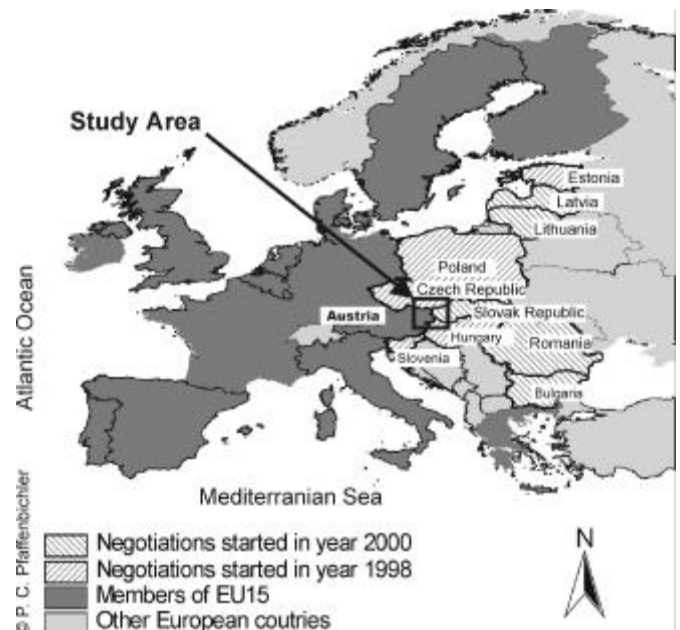 Study Area
Estonia
Latvia
Lithuania
Poland
Czech Republic
Slovak Republic
Austria
Hungary
Romania
Slovenia
Bulgaria
Atlantic Ocean
Mediterranian Sea
© P. C. Pfaffenbichler
Negotiations started in year 2000
Negotiations started in year 1998
Members of EU15
Other European coutries
N